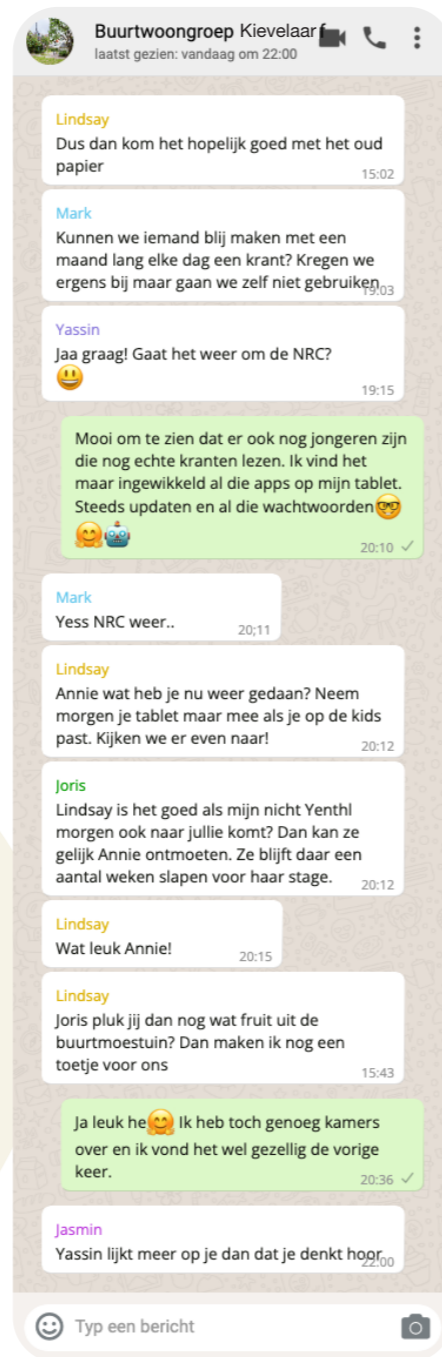 Buurtwoongroep Kievelaar f
laatst gezien: vandaag om 22:00
Lindsay
Dus dan kom het hopelijk goed met het oud
papier
15:02
Mark
Kunnen we iemand blij maken met een
maand lang elke dag een krant? Kregen we
ergens bij maar gaan we zelf niet gebruiken
19:03
Yassin
Jaa graag! Gaat het weer om de NRC?
😃
19:15
Mooi om te zien dat er ook nog jongeren zijn
die nog echte kranten lezen. Ik vind het
maar ingewikkeld al die apps op mijn tablet.
Steeds updaten en al die wachtwoorden🤓
🤗🤖
20:10
Mark
Yess NRC weer..
20;11
Lindsay
Annie wat heb je nu weer gedaan? Neem
morgen je tablet maar mee als je op de kids
past. Kijken we er even naar!
20:12
Joris
Lindsay is het goed als mijn nicht Yenthl
morgen ook naar jullie komt? Dan kan ze
gelijk Annie ontmoeten. Ze blijft daar een
aantal weken slapen voor haar stage.
20:12
Lindsay
Wat leuk Annie!
20:15
Lindsay
Joris pluk jij dan nog wat fruit uit de
buurtmoestuin? Dan maken ik nog een
toetje voor ons
15:43
Ja leuk he🤗 Ik heb toch genoeg kamers
over en ik vond het wel gezellig de vorige
keer.
20:36
Jasmin
Yassin lijkt meer op je dan dat je denkt hoor
22:00
Typ een bericht